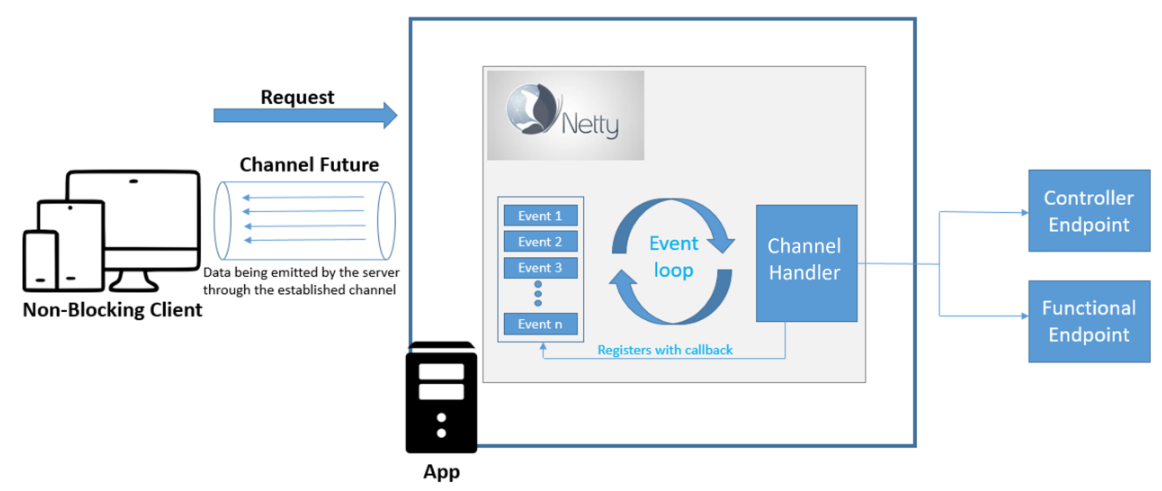 Request
Netty
Channel Future
Data being emitted by the server
through the established channel
Non-Blocking Client
Event 1
Event 2
Event 3
Event n
Event
loop
Channel
Handler
Registers with callback
Controller
Endpoint
Functional
Endpoint
App